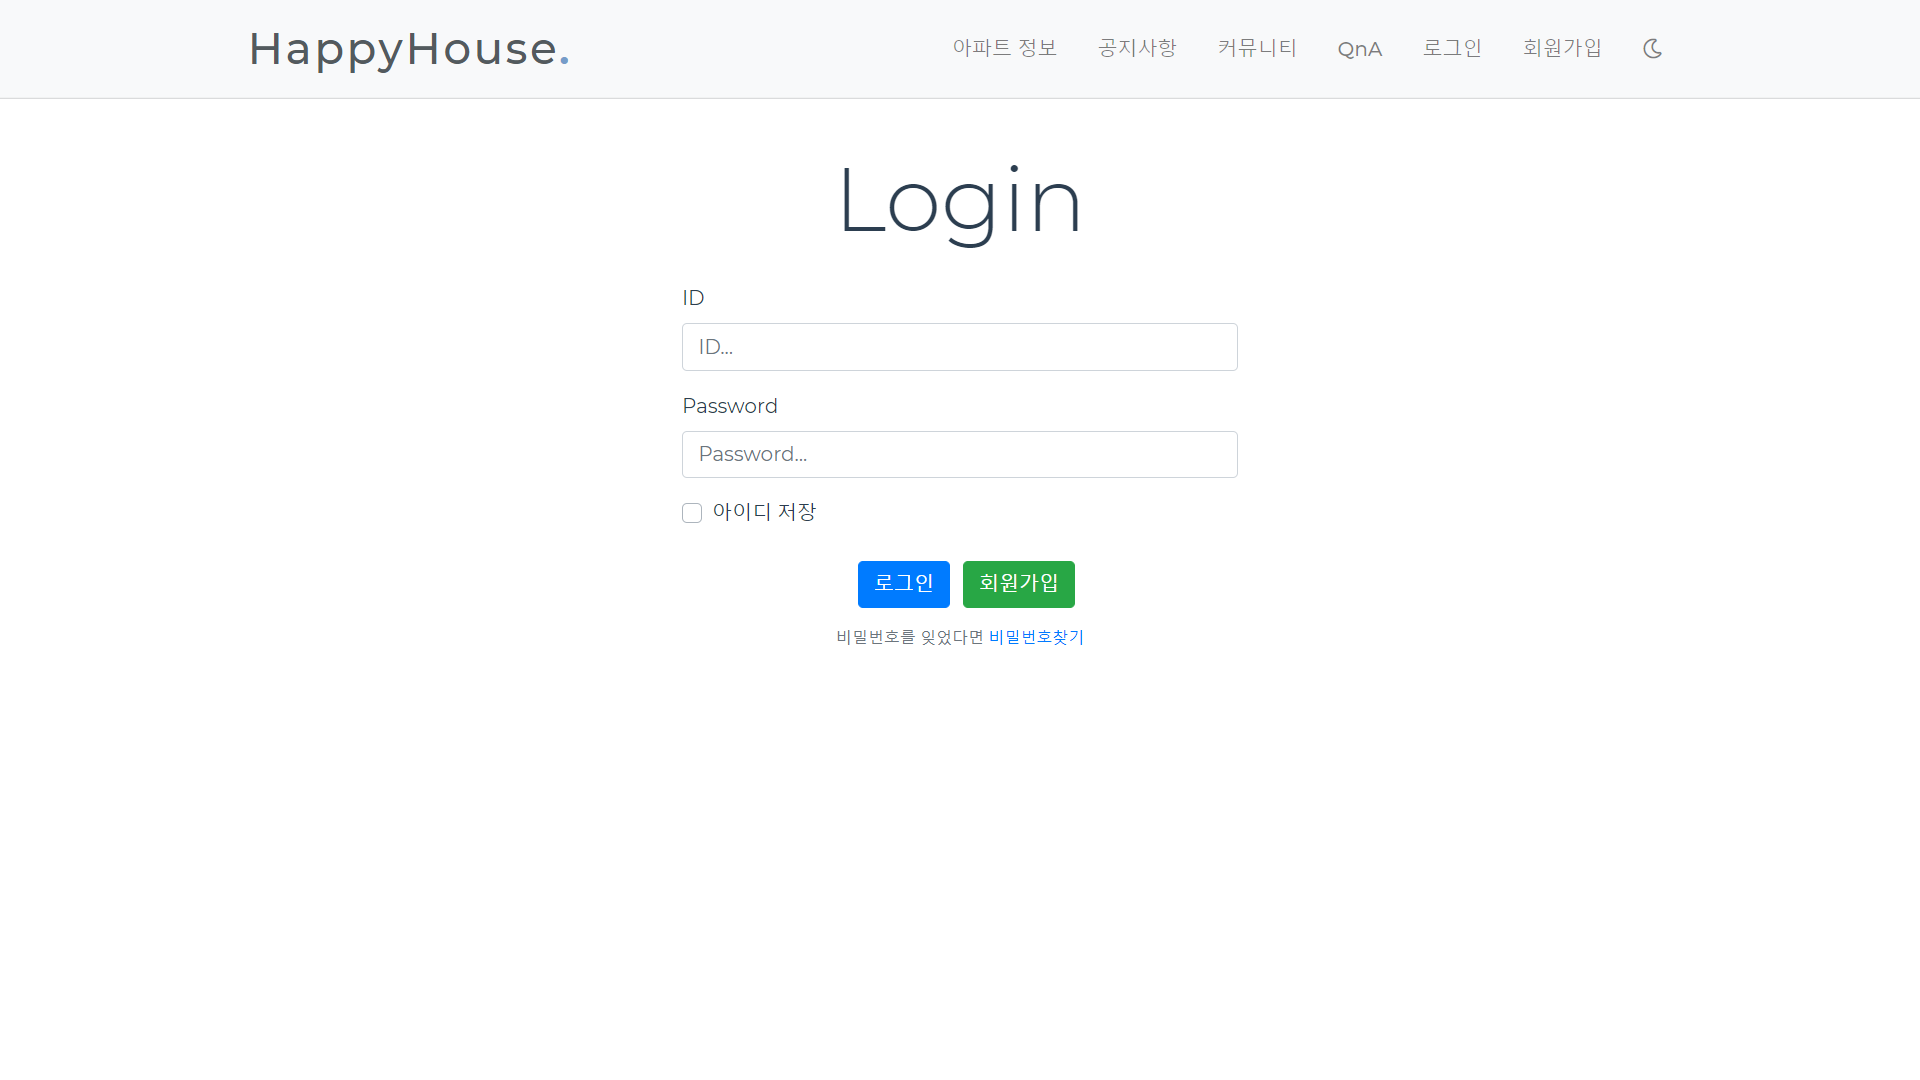 HappyHouse.
아파트 정보 공지사항 커뮤니티 QnA 로그인 회원가입
Login
ID
ID...
Password
Password...
아이디 저장
로그인 회원가입
비밀번호를 잊었다면 비밀번호찾기